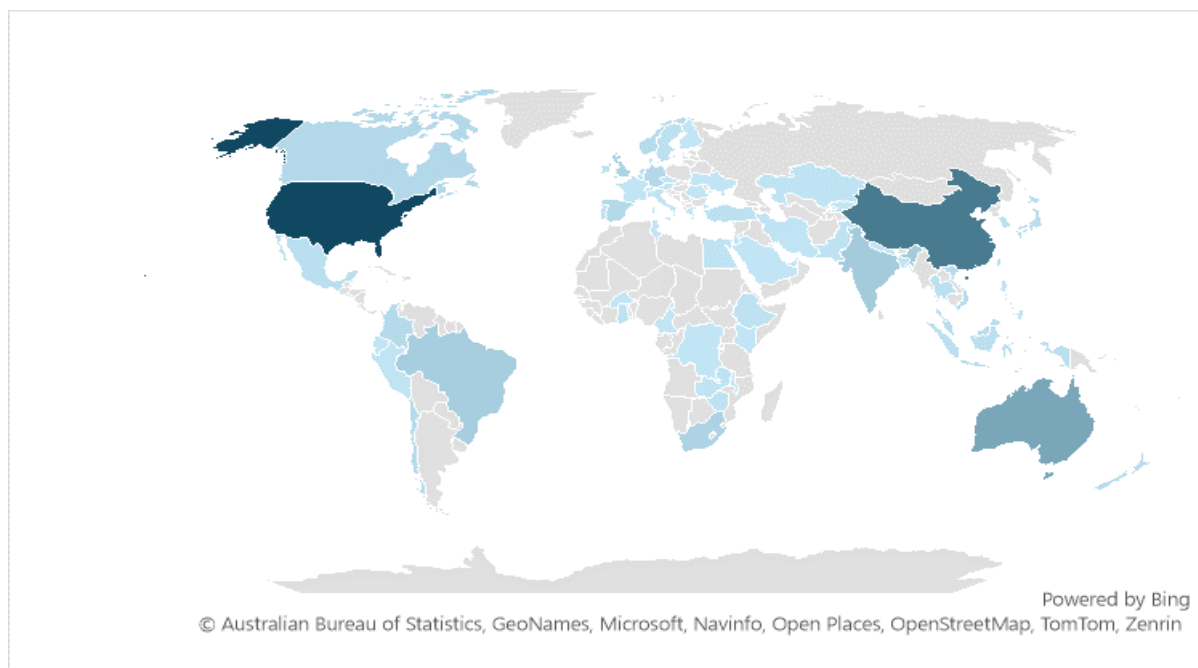 Powered by Bing
© Australian Bureau of Statistics, GeoNames, Microsoft, Navinfo, Open Places, OpenStreetMap, TomTom, Zenrin